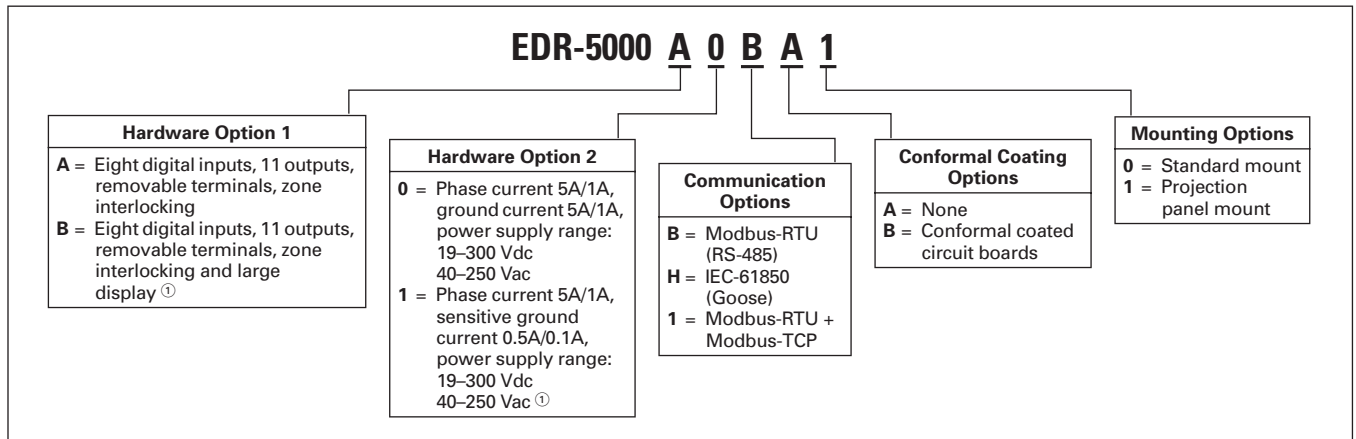 EDR-5000 A 0 B A 1
Hardware Option 1
A = Eight digital inputs, 11 outputs,
removable terminals, zone
interlocking
B = Eight digital inputs, 11 outputs,
removable terminals, zone
interlocking and large
display ①
Hardware Option 2
0 = Phase current 5A/1A,
ground current 5A/1A,
power supply range:
19–300 Vdc
40–250 Vac
1 = Phase current 5A/1A,
sensitive ground
current 0.5A/0.1A,
power supply range:
19–300 Vdc
40–250 Vac ①
Communication
Options
B = Modbus-RTU
(RS-485)
H = IEC-61850
(Goose)
1 = Modbus-RTU +
Modbus-TCP
Conformal Coating
Options
A = None
B = Conformal coated
circuit boards
Mounting Options
0 = Standard mount
1 = Projection
panel mount